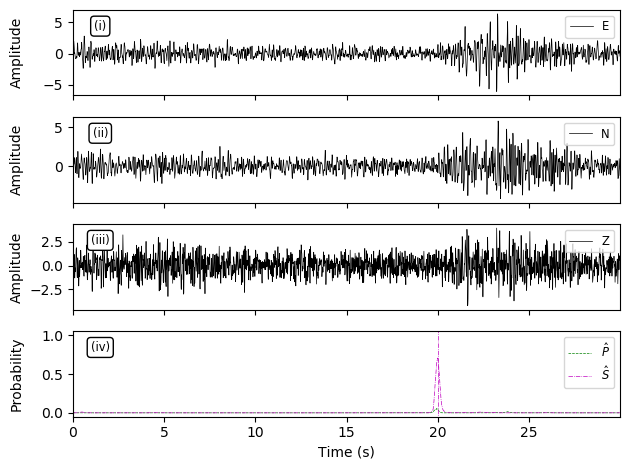 (i)
E
Amplitude
5
0
−5
(ii)
N
Amplitude
5
0
(iii)
Z
Amplitude
2.5
0.0
−2.5
(iv)
P̂
Ŝ
Probability
1.0
0.5
0.0
0 5 10 15 20 25
Time (s)